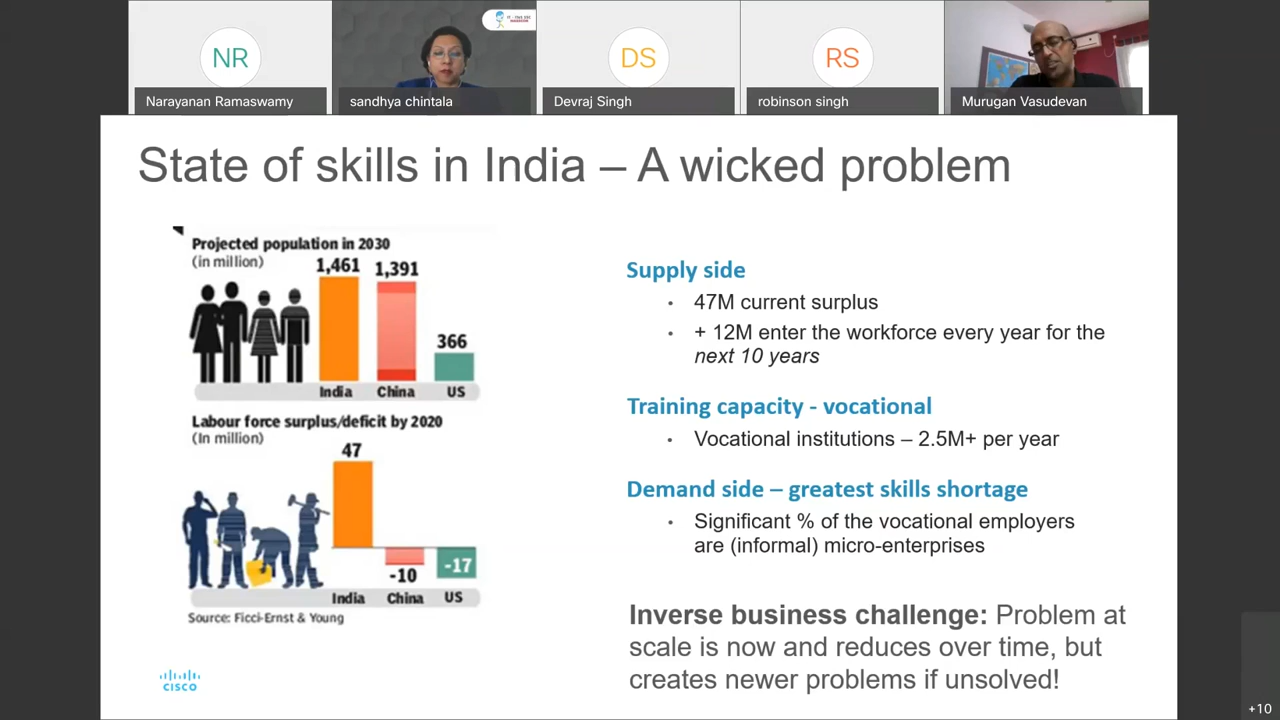 NR
DS
RS
Narayanan Ramaswamy
sandhya chintala
Devraj Singh
robinson singh
Murugan Vasudevan
State of skills in India – A wicked problem
Projected population in 2030
(in million)
1,461
1,391
366
India
China
US
Labour force surplus/deficit by 2020
(In million)
47
-10
-17
India
China
US
Source: Ficci-Ernst & Young
CISCO
Supply side
• 47M current surplus
• + 12M enter the workforce every year for the
next 10 years
Training capacity - vocational
• Vocational institutions – 2.5M+ per year
Demand side – greatest skills shortage
• Significant % of the vocational employers
are (informal) micro-enterprises
Inverse business challenge: Problem at
scale is now and reduces over time, but
creates newer problems if unsolved!
+10